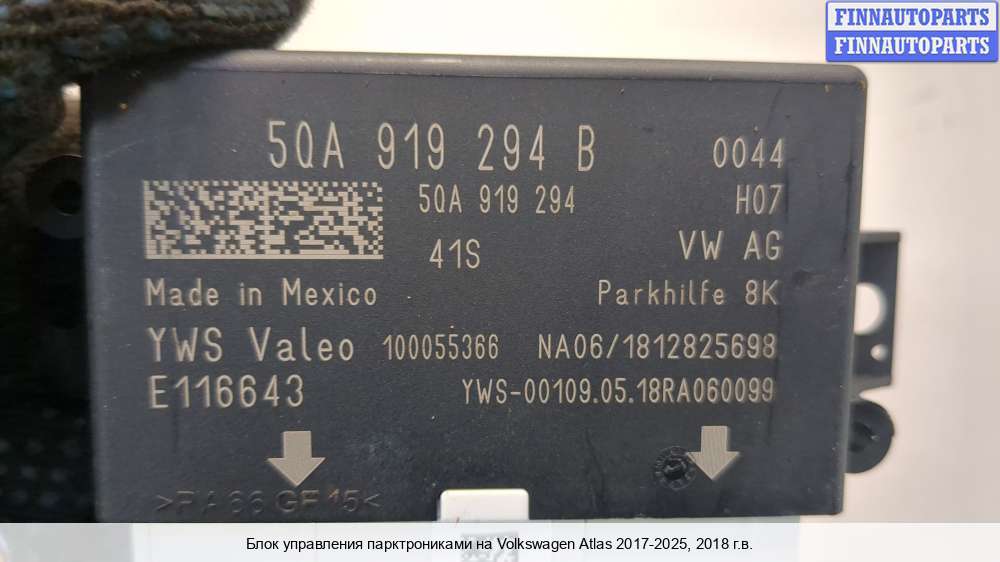 FINNAUTOPARTS
FINNAUTOPARTS
5QA 919 294 B
0044
5QA 919 294
H07
41S
VW AG
Made in Mexico
Parkhilfe 8K
YWS Valeo 100055366 NA06/1812825698
E116643
YWS-00109.05.18RA060099
>PA66 GF15<
Блок управления парктрониками на Volkswagen Atlas 2017-2025, 2018 г.в.